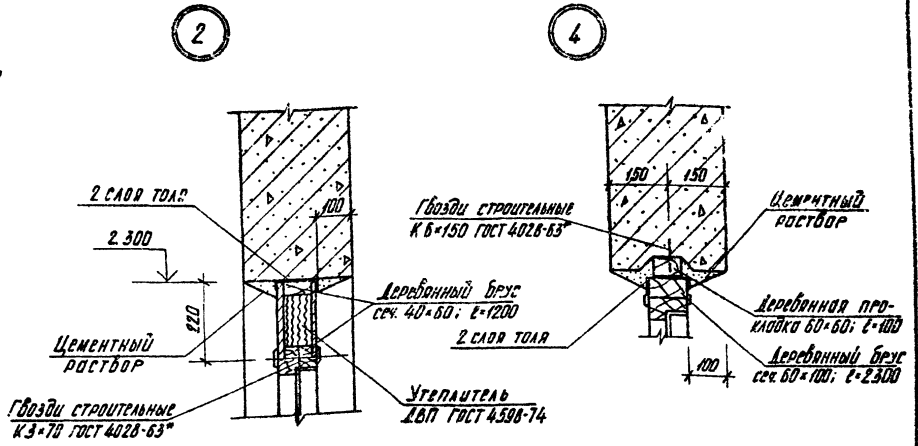 2
2 слоя толя
100
2.300
220
Деревянный брус
сеч. 40×60; ℓ=1200
Цементный
раствор
Утеплитель
ДВП ГОСТ 4598-74
Гвозди строительные
К3×70 ГОСТ 4028-63*
4
150
150
Гвозди строительные
К6×150 ГОСТ 4028-63*
Цементный
раствор
2 слоя толя
Деревянная про-
кладка 60×60; ℓ=100
Деревянный брус
сеч 60×100; ℓ=2300
100